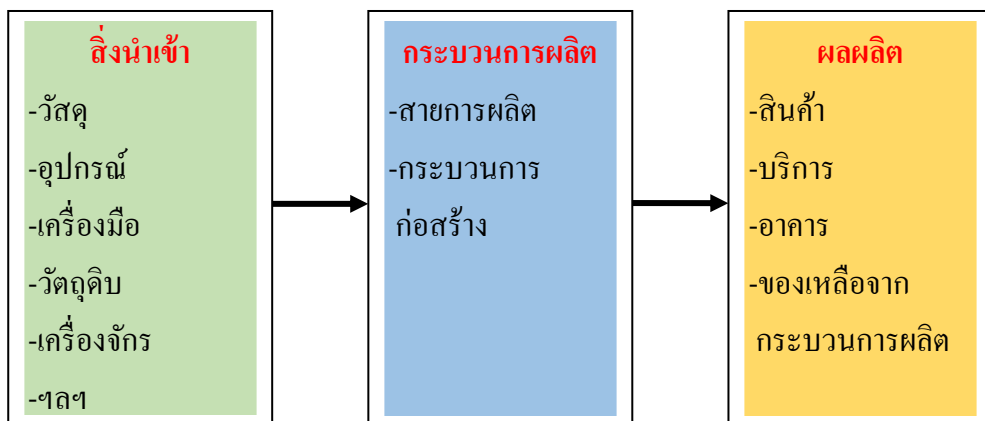 สิ่งนำเข้า
-วัสดุ
-อุปกรณ์
-เครื่องมือ
-วัตถุดิบ
-เครื่องจักร
-ฯลฯ
กระบวนการผลิต
-สายการผลิต
-กระบวนการ
ก่อสร้าง
ผลผลิต
-สินค้า
-บริการ
-อาคาร
-ของเหลือจาก
กระบวนการผลิต